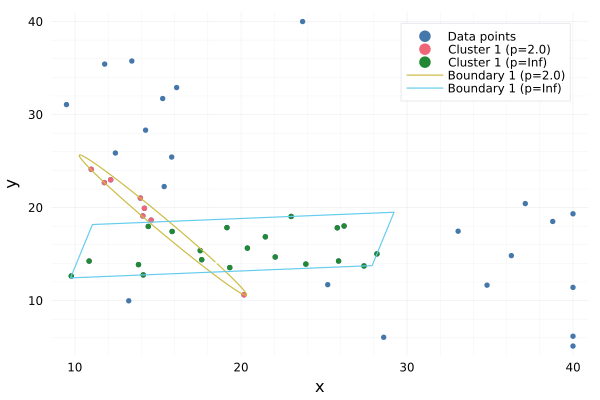 40
30
20
10
y
10
20
30
40
x
Data points
Cluster 1 (p=2.0)
Cluster 1 (p=Inf)
Boundary 1 (p=2.0)
Boundary 1 (p=Inf)